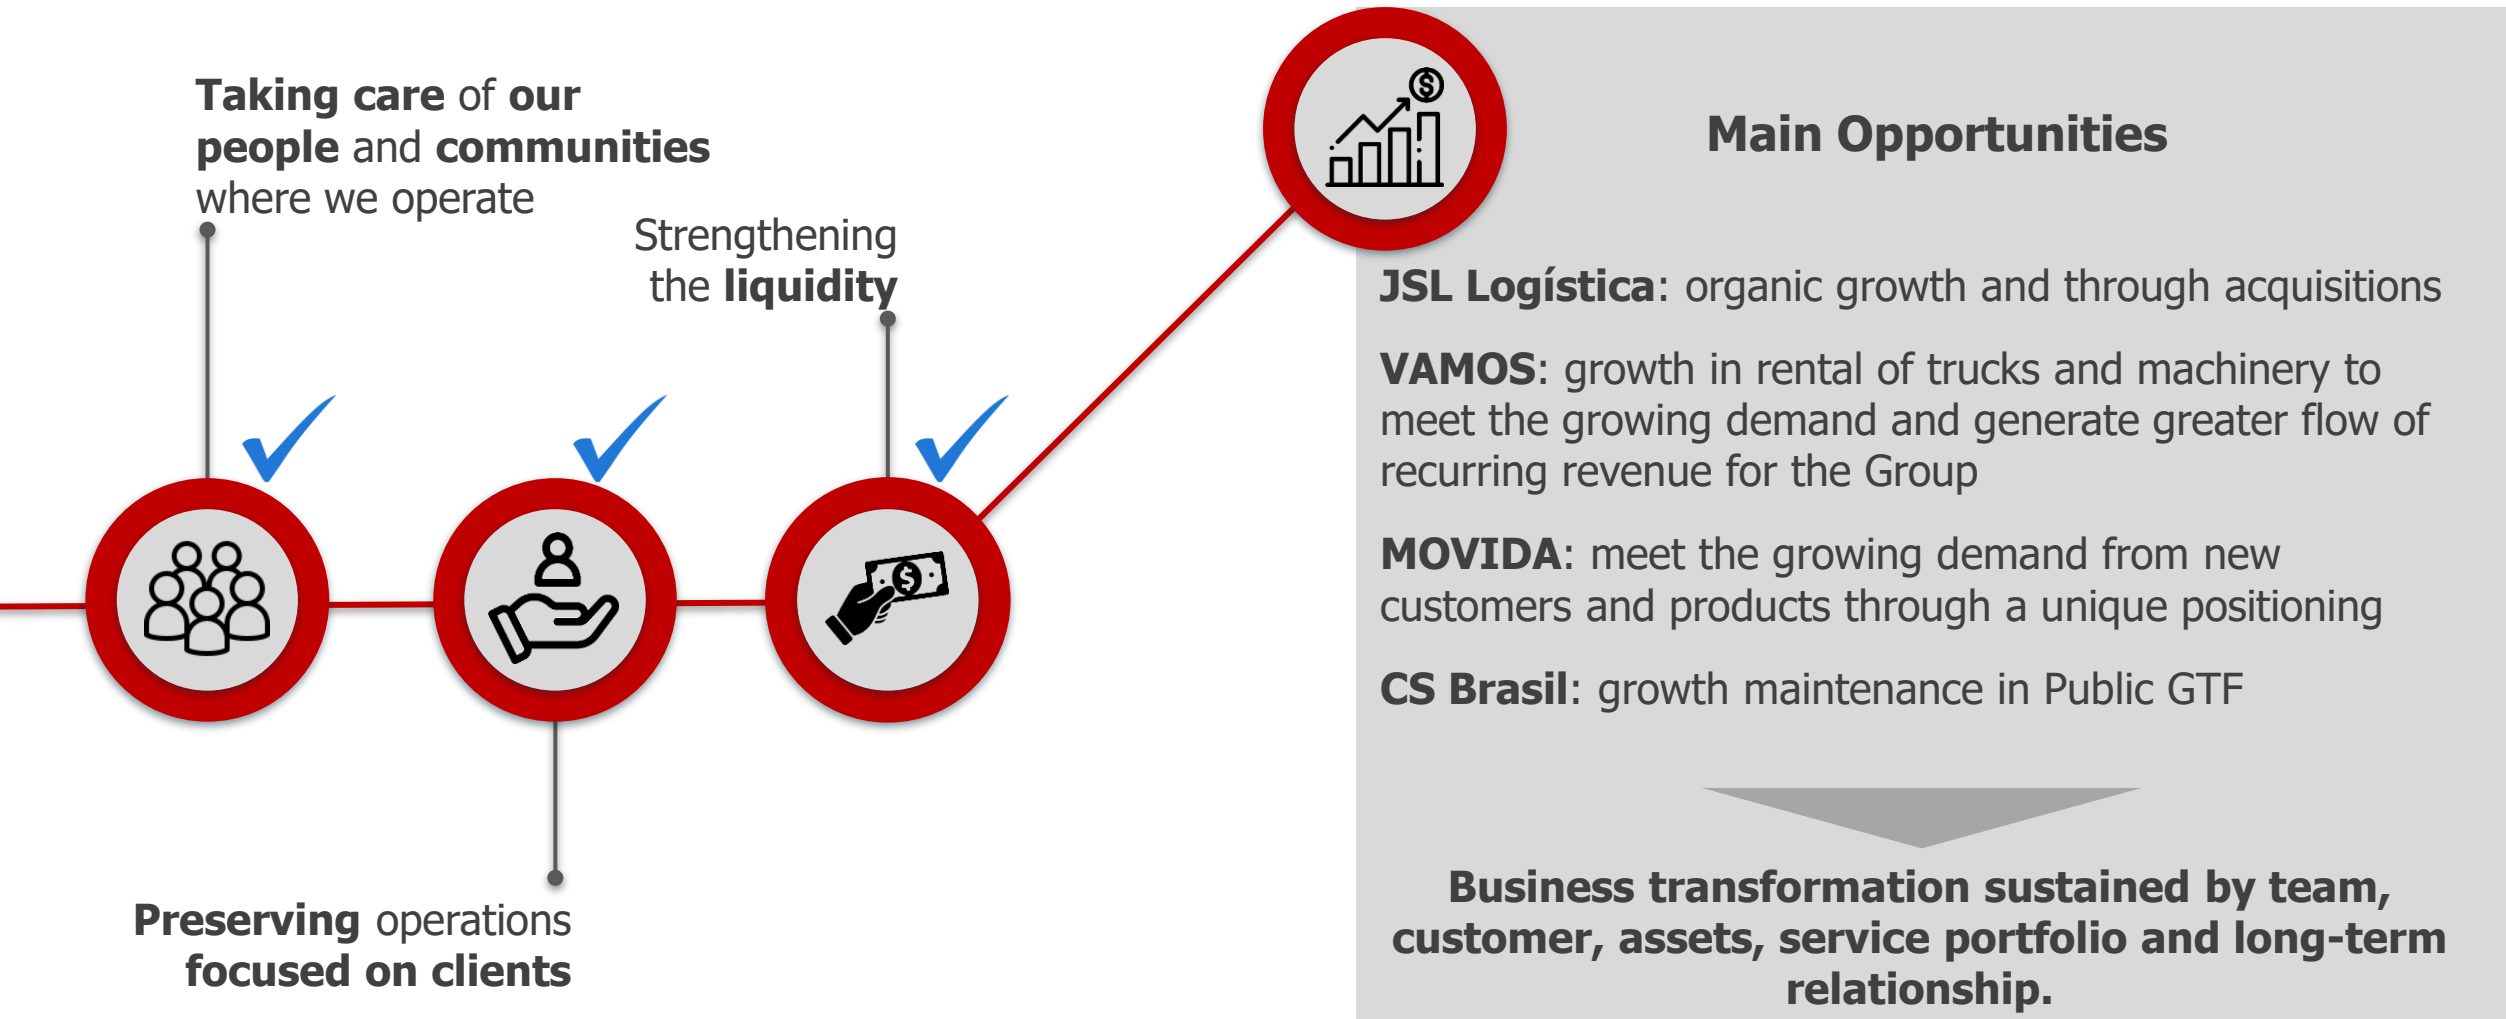 Taking care of our
people and communities
where we operate
Strengthening
the liquidity
Preserving operations
focused on clients
Main Opportunities
JSL Logística: organic growth and through acquisitions
VAMOS: growth in rental of trucks and machinery to
meet the growing demand and generate greater flow of
recurring revenue for the Group
MOVIDA: meet the growing demand from new
customers and products through a unique positioning
CS Brasil: growth maintenance in Public GTF
Business transformation sustained by team,
customer, assets, service portfolio and long-term
relationship.